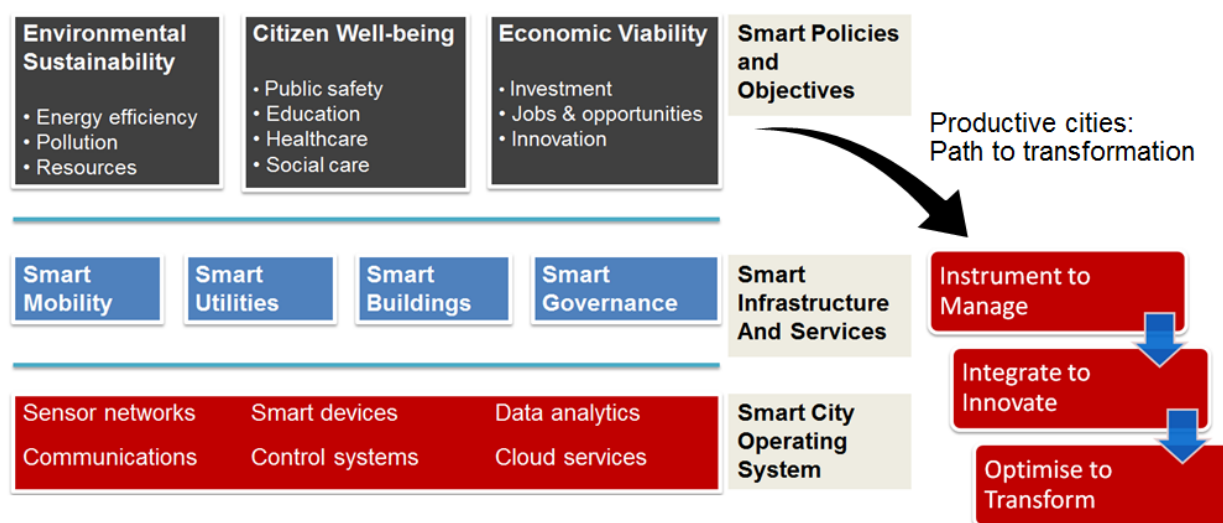 Environmental
Sustainability
• Energy efficiency
• Pollution
• Resources
Citizen Well-being
• Public safety
• Education
• Healthcare
• Social care
Economic Viability
• Investment
• Jobs & opportunities
• Innovation
Smart Policies
and
Objectives
Productive cities:
Path to transformation
Smart
Mobility
Smart
Utilities
Smart
Buildings
Smart
Governance
Smart
Infrastructure
And Services
Instrument to
Manage
Integrate to
Innovate
Optimise to
Transform
Sensor networks
Smart devices
Data analytics
Communications
Control systems
Cloud services
Smart City
Operating
System